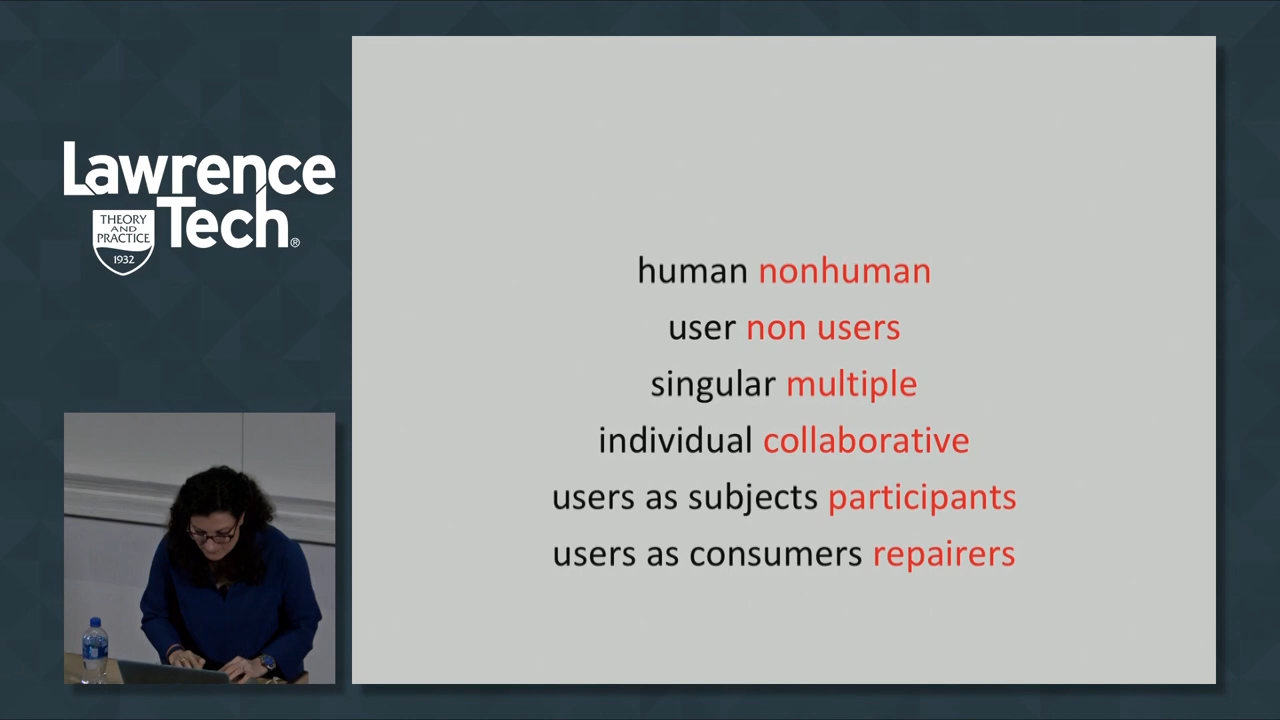 Lawrence
Tech®
THEORY
AND
PRACTICE
1932
human nonhuman
user non users
singular multiple
individual collaborative
users as subjects participants
users as consumers repairers